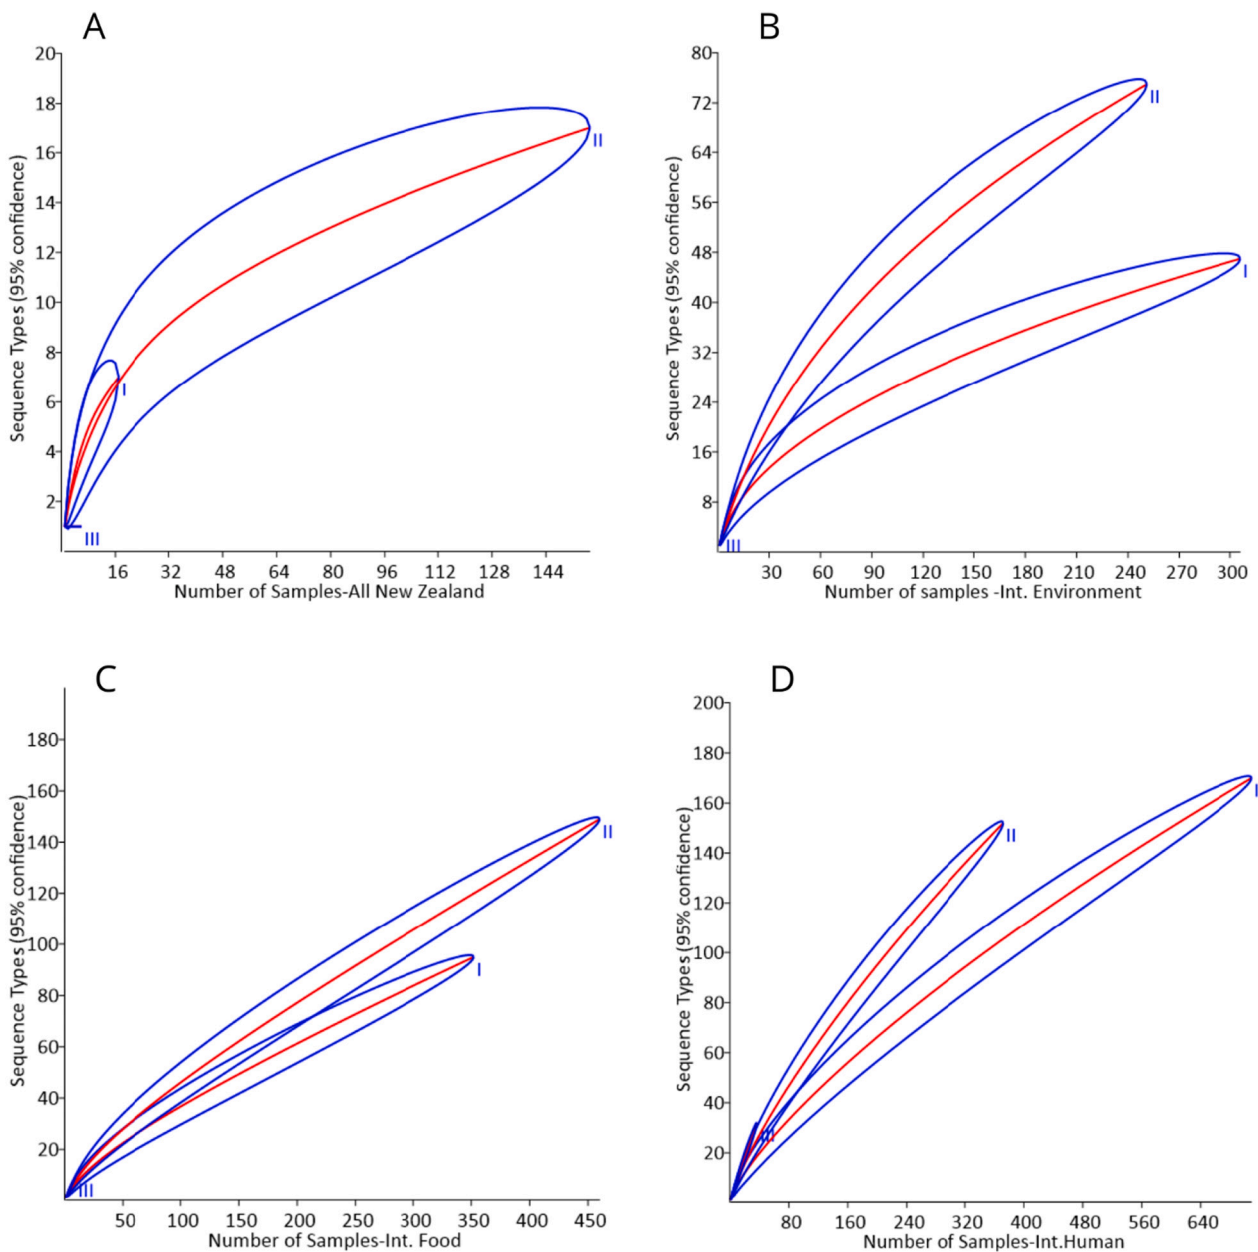 A
20
18
16
14
12
10
8
6
4
2
Sequence Types (95% confidence)
II
I
III
16 32 48 64 80 96 112 128 144
Number of Samples-All New Zealand
B
80
72
64
56
48
40
32
24
16
8
Sequence Types (95% confidence)
II
I
III
30 60 90 120 150 180 210 240 270 300
Number of samples -Int. Environment
C
180
160
140
120
100
80
60
40
20
Sequence Types (95% confidence)
II
I
III
50 100 150 200 250 300 350 400 450
Number of Samples-Int. Food
D
200
180
160
140
120
100
80
60
40
20
Sequence Types (95% confidence)
I
II
III
80 160 240 320 400 480 560 640
Number of Samples-Int.Human